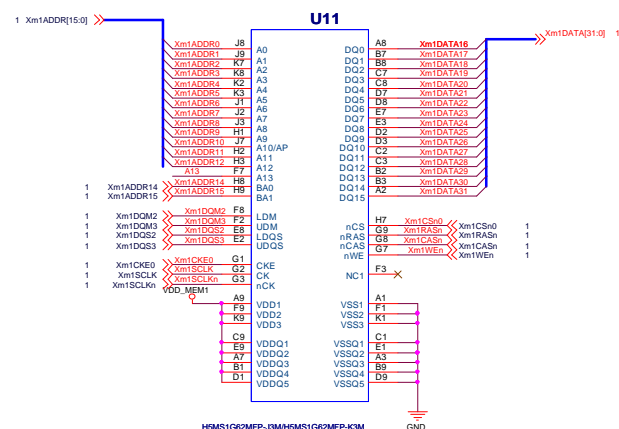 U11
1 Xm1ADDR[15:0]
Xm1DATA[31:0] 1
Xm1ADDR0 J8 A0 DQ0 A8 Xm1DATA16
Xm1ADDR1 J9 A1 DQ1 B7 Xm1DATA17
Xm1ADDR2 K7 A2 DQ2 B8 Xm1DATA18
Xm1ADDR3 K8 A3 DQ3 C7 Xm1DATA19
Xm1ADDR4 K2 A4 DQ4 C8 Xm1DATA20
Xm1ADDR5 K3 A5 DQ5 D7 Xm1DATA21
Xm1ADDR6 J1 A6 DQ6 D8 Xm1DATA22
Xm1ADDR7 J2 A7 DQ7 E7 Xm1DATA23
Xm1ADDR8 J3 A8 DQ8 E3 Xm1DATA24
Xm1ADDR9 H1 A9 DQ9 D2 Xm1DATA25
Xm1ADDR10 J7 A10/AP DQ10 D3 Xm1DATA26
Xm1ADDR11 H2 A11 DQ11 C2 Xm1DATA27
Xm1ADDR12 H3 A12 DQ12 C3 Xm1DATA28
A13 F7 A13 DQ13 B2 Xm1DATA29
1 Xm1ADDR14 Xm1ADDR14 H8 BA0 DQ14 B3 Xm1DATA30
1 Xm1ADDR15 Xm1ADDR15 H9 BA1 DQ15 A2 Xm1DATA31
1 Xm1DQM2 Xm1DQM2 F8 LDM nCS H7 Xm1CSn0 Xm1CSn0 1
1 Xm1DQM3 Xm1DQM3 F2 UDM nRAS G9 Xm1RASn Xm1RASn 1
1 Xm1DQS2 Xm1DQS2 E8 LDQS nCAS G8 Xm1CASn Xm1CASn 1
1 Xm1DQS3 Xm1DQS3 E2 UDQS nWE G7 Xm1WEn Xm1WEn 1
1 Xm1CKE0 Xm1CKE0 G1 CKE NC1 F3
1 Xm1SCLK Xm1SCLK G2 CK
1 Xm1SCLKn Xm1SCLKn G3 nCK
VDD_MEM1
A9 VDD1 VSS1 A1
F9 VDD2 VSS2 F1
K9 VDD3 VSS3 K1
C9 VDDQ1 VSSQ1 C1
E9 VDDQ2 VSSQ2 E1
A7 VDDQ3 VSSQ3 A3
B1 VDDQ4 VSSQ4 B9
D1 VDDQ5 VSSQ5 D9
H5MS1G62MFP-J3M/H5MS1G62MFP-K3M
GND